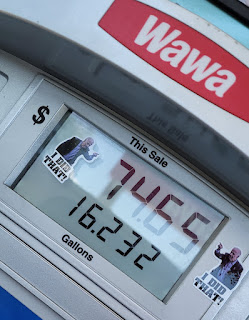 Wawa
This Sale
$
74.65
I DID
THAT!
16.232
Gallons
I DID
THAT!